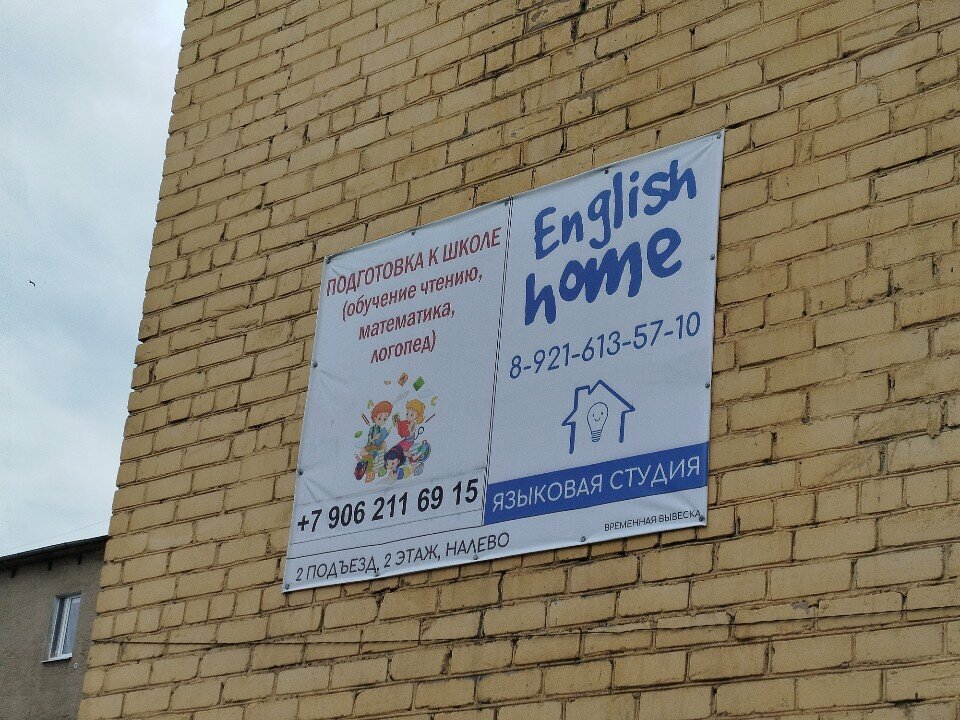 ПОДГОТОВКА К ШКОЛЕ
(обучение чтению,
математика,
логопед)
+7 906 211 69 15
English
home
8-921-613-57-10
ЯЗЫКОВАЯ СТУДИЯ
2 ПОДЪЕЗД, 2 ЭТАЖ, НАЛЕВО
ВРЕМЕННАЯ ВЫВЕСКА